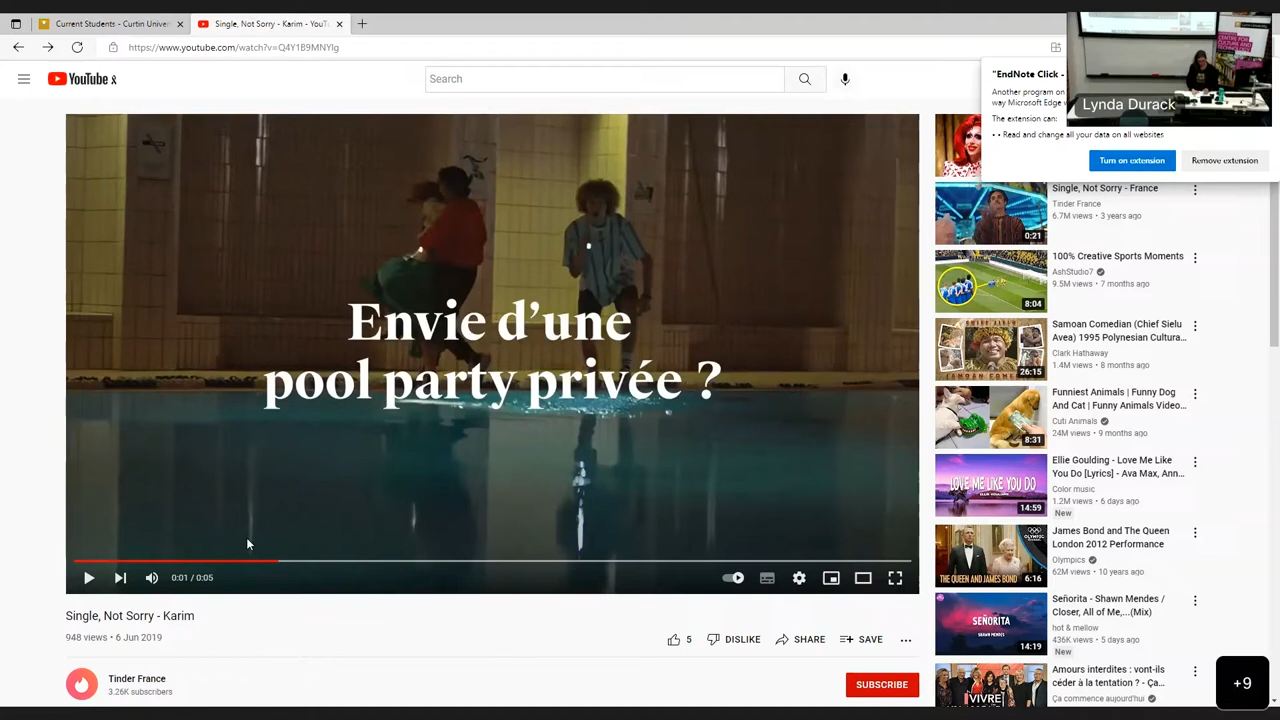 Current Students - Curtin Univer
Single, Not Sorry - Karim - YouT
https://www.youtube.com/watch?v=Q4Y1B9MNYIg
YouTube
Search
"EndNote Click -
Another program on
way Microsoft Edge w
The extension can:
• • Read and change all your data on all websites
Turn on extension
Remove extension
Lynda Durack
CENTRE FOR
CULTURE AND
TECHNOLOGY
Envie d'une
pool party privée ?
0:01 / 0:05
Single, Not Sorry - Karim
948 views • 6 Jun 2019
5
DISLIKE
SHARE
SAVE
Tinder France
3.26K subscribers
SUBSCRIBE
Single, Not Sorry - France
Tinder France
6.7M views • 3 years ago
0:21
100% Creative Sports Moments
AshStudio7
9.5M views • 7 months ago
8:04
Samoan Comedian (Chief Sielu
Avea) 1995 Polynesian Cultura...
Clark Hathaway
1.4M views • 8 months ago
26:15
Funniest Animals | Funny Dog
And Cat | Funny Animals Video...
Cuti Animals
24M views • 9 months ago
8:31
Ellie Goulding - Love Me Like
You Do [Lyrics] - Ava Max, Ann...
Color music
1.2M views • 6 days ago
New
LOVE ME LIKE YOU DO
14:59
James Bond and The Queen
London 2012 Performance
Olympics
62M views • 10 years ago
THE QUEEN AND JAMES BOND
6:16
Señorita - Shawn Mendes /
Closer, All of Me,...(Mix)
hot & mellow
436K views • 5 days ago
New
SEÑORITA
SHAWN MENDES
14:19
Amours interdites : vont-ils
céder à la tentation ? - Ça...
Ça commence aujourd'hui
VIVRE
+9